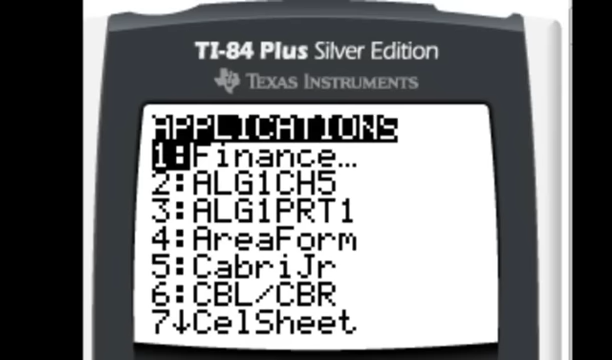 TI-84 Plus Silver Edition
TEXAS INSTRUMENTS
APPLICATIONS
1:Finance…
2:ALG1CH5
3:ALG1PRT1
4:AreaForm
5:CabriJr
6:CBL/CBR
7↓CelSheet